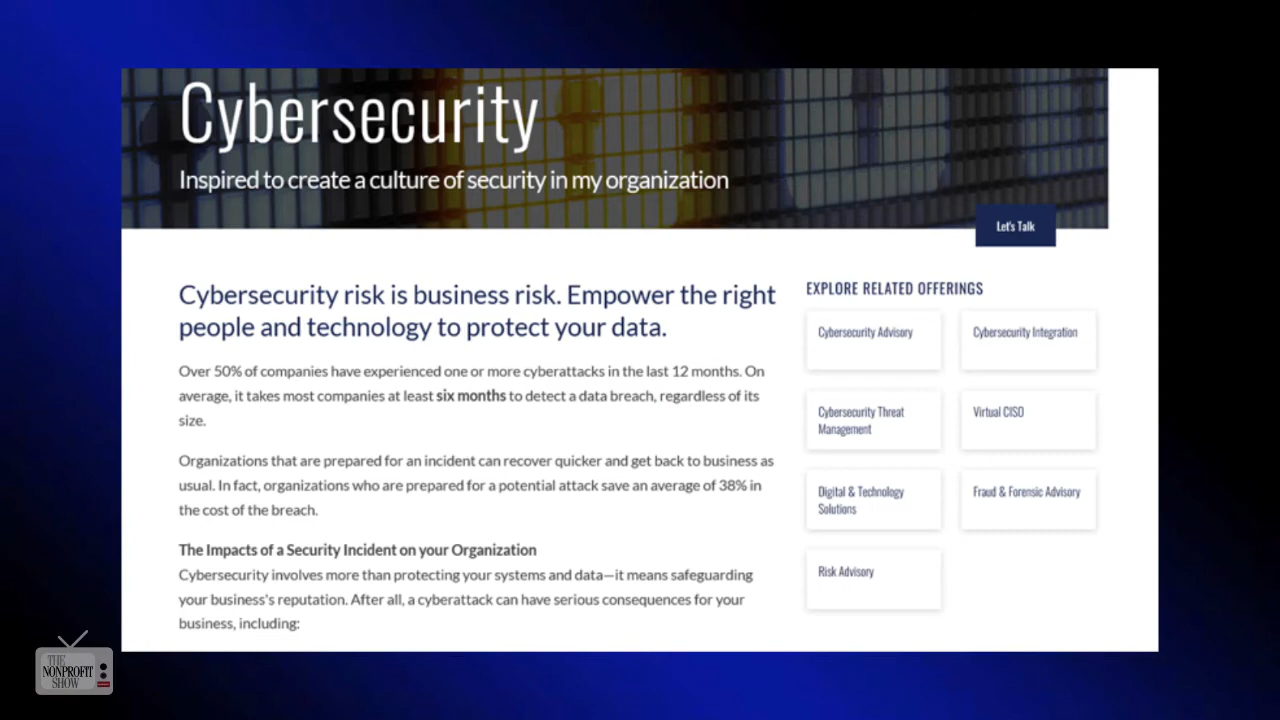 Cybersecurity
Inspired to create a culture of security in my organization
Let's Talk
Cybersecurity risk is business risk. Empower the right
people and technology to protect your data.
Over 50% of companies have experienced one or more cyberattacks in the last 12 months. On
average, it takes most companies at least six months to detect a data breach, regardless of its
size.
Organizations that are prepared for an incident can recover quicker and get back to business as
usual. In fact, organizations who are prepared for a potential attack save an average of 38% in
the cost of the breach.
The Impacts of a Security Incident on your Organization
Cybersecurity involves more than protecting your systems and data—it means safeguarding
your business's reputation. After all, a cyberattack can have serious consequences for your
business, including:
EXPLORE RELATED OFFERINGS
Cybersecurity Advisory
Cybersecurity Integration
Cybersecurity Threat
Management
Virtual CISO
Digital & Technology
Solutions
Fraud & Forensic Advisory
Risk Advisory
THE
NONPROFIT
SHOW